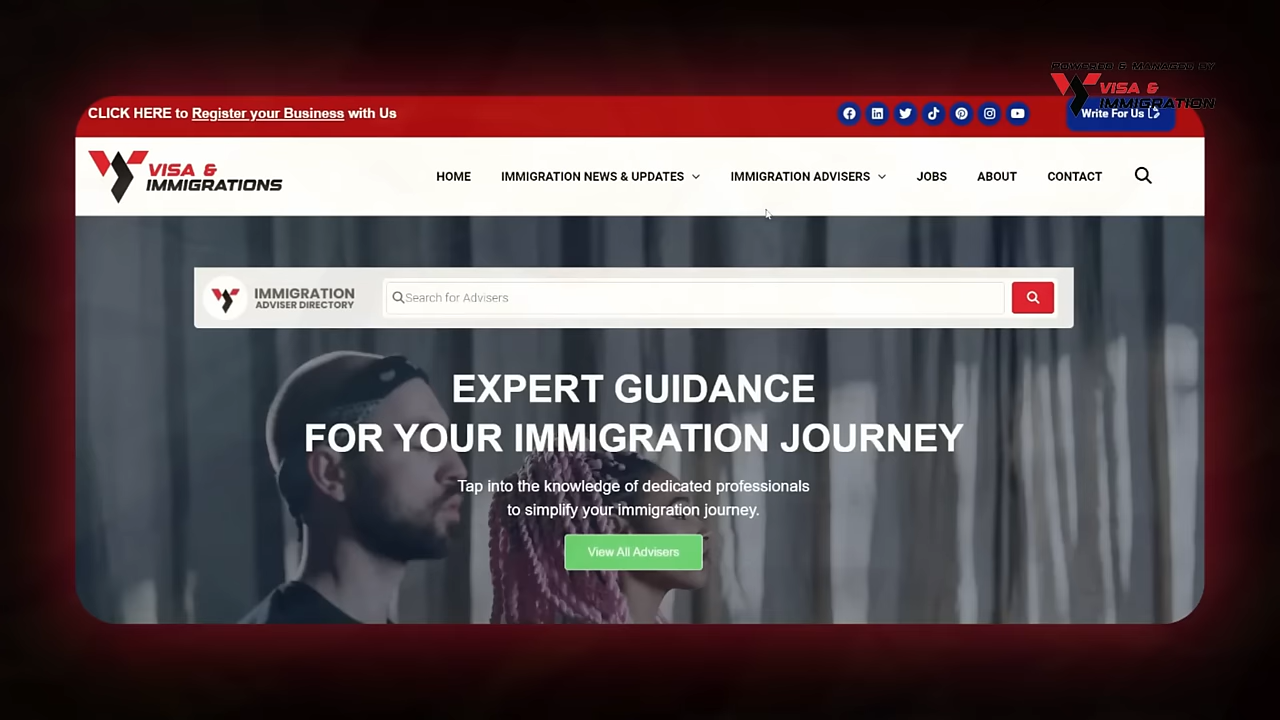 POWERED & MANAGED BY
VISA &
IMMIGRATION
CLICK HERE to Register your Business with Us
Write For Us
VISA &
IMMIGRATIONS
HOME
IMMIGRATION NEWS & UPDATES
IMMIGRATION ADVISERS
JOBS
ABOUT
CONTACT
IMMIGRATION
ADVISER DIRECTORY
Search for Advisers
EXPERT GUIDANCE
FOR YOUR IMMIGRATION JOURNEY
Tap into the knowledge of dedicated professionals
to simplify your immigration journey.
View All Advisers